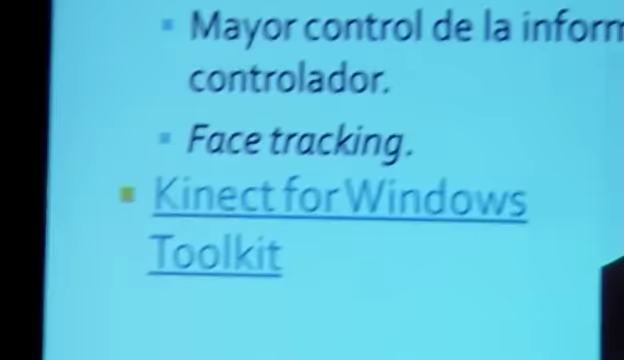 Mayor control de la
controlador.
Face tracking.
Kinect for Windows
Toolkit